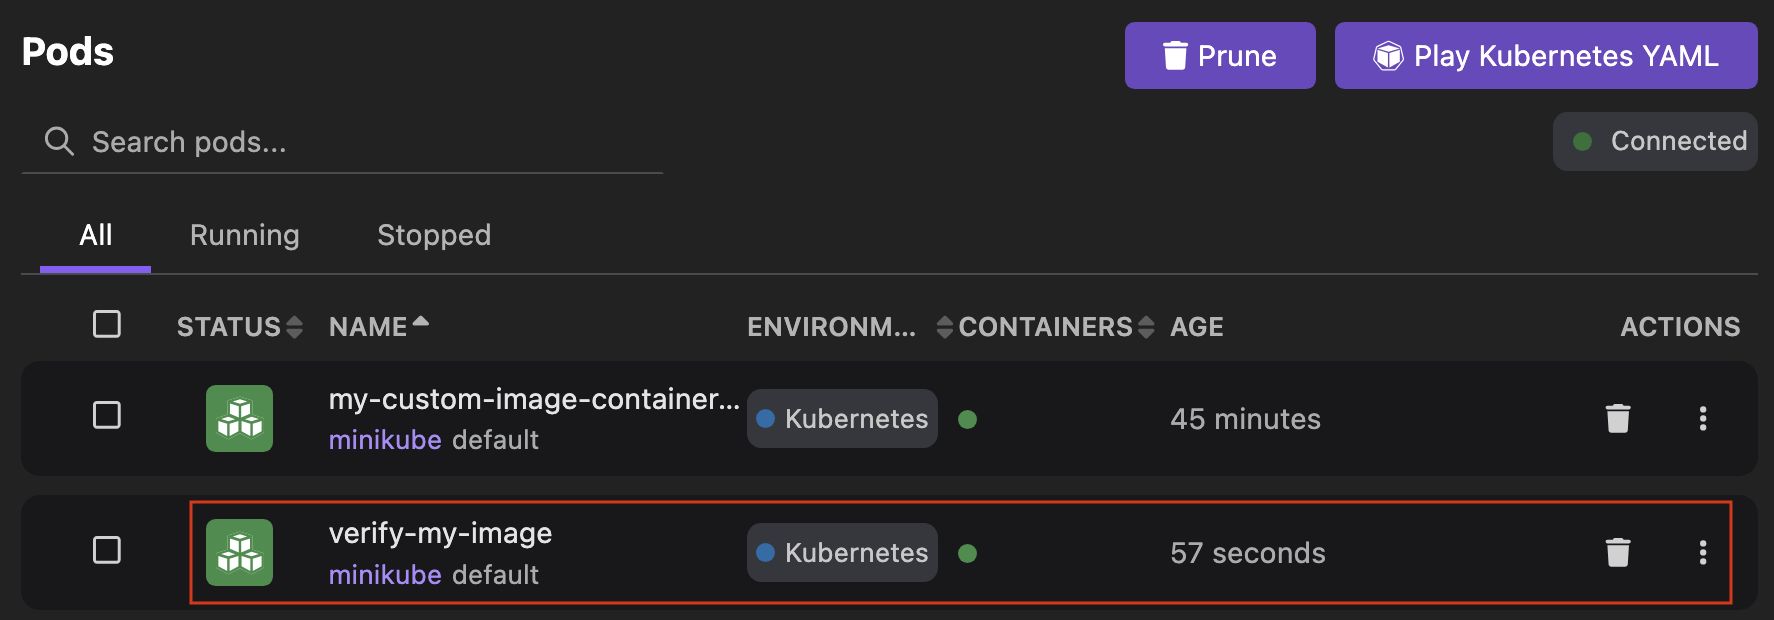 Pods
Prune
Play Kubernetes YAML
Search pods...
Connected
All Running Stopped
STATUS NAME ENVIRONM... CONTAINERS AGE ACTIONS
my-custom-image-container...
minikube default
Kubernetes
45 minutes
verify-my-image
minikube default
Kubernetes
57 seconds